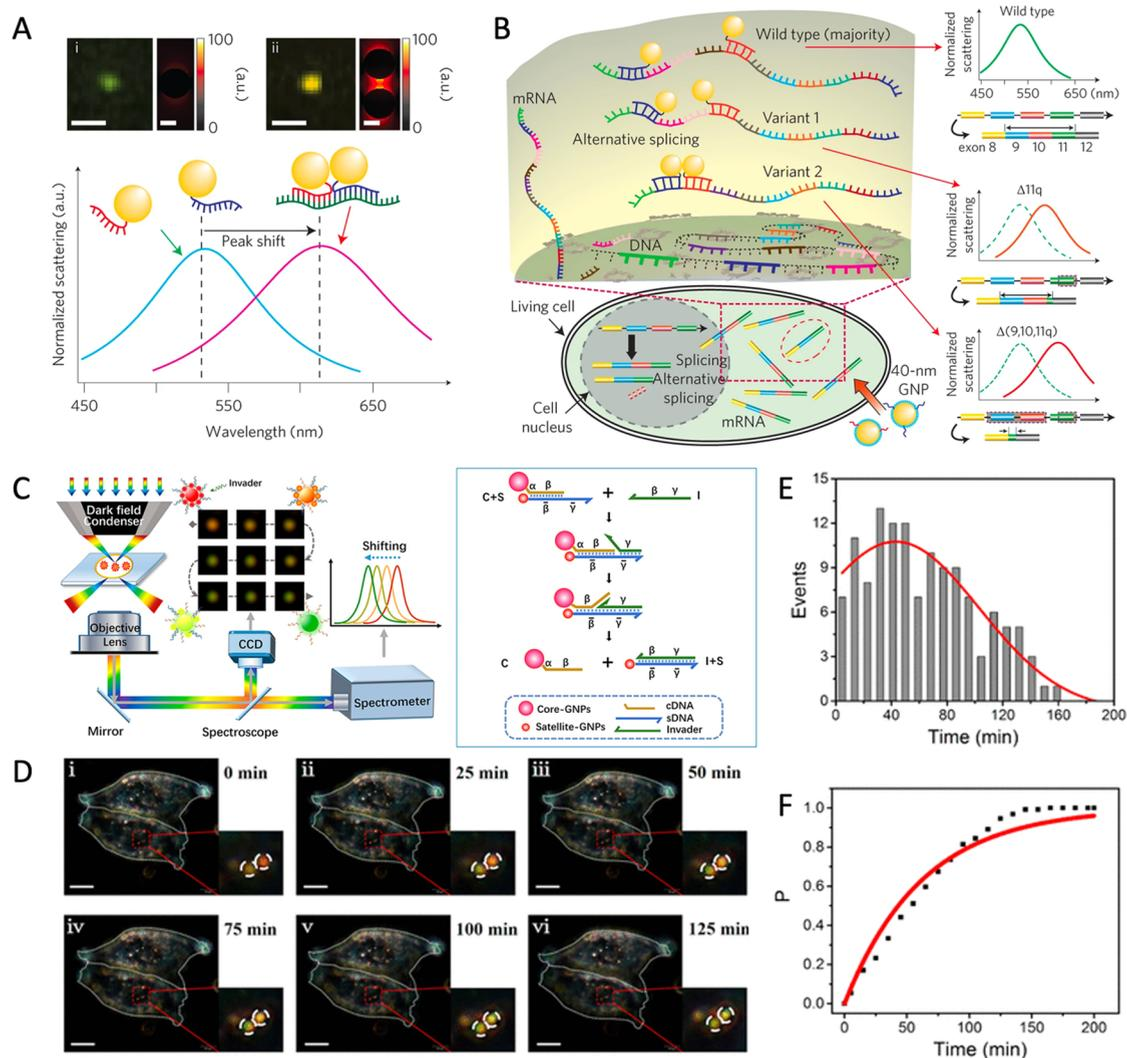 A
i
100
0
(a.u.)
ii
100
0
(a.u.)
Peak shift
Normalized scattering (a.u.)
450
550
650
Wavelength (nm)
B
mRNA
Wild type (majority)
Alternative splicing
Variant 1
Variant 2
DNA
Living cell
Cell
nucleus
Splicing
Alternative
splicing
mRNA
40-nm
GNP
Wild type
Normalized
scattering
450
550
650 (nm)
exon 8 9 10 11 12
Δ11q
Normalized
scattering
Δ(9,10,11q)
Normalized
scattering
C
Dark field
Condenser
Invader
Objective
Lens
CCD
Shifting
Mirror
Spectroscope
Spectrometer
C+S
α β
β̄ γ̄
+
β γ
I
α β γ
β̄ γ̄
β γ
β̄ γ̄
C
α β
+
β γ
β̄ γ̄
I+S
Core-GNPs
cDNA
sDNA
Satellite-GNPs
Invader
D
i
0 min
ii
25 min
iii
50 min
iv
75 min
v
100 min
vi
125 min
E
Events
15
12
9
6
3
0
0 40 80 120 160 200
Time (min)
F
P
1.0
0.8
0.6
0.4
0.2
0.0
0 50 100 150 200
Time (min)